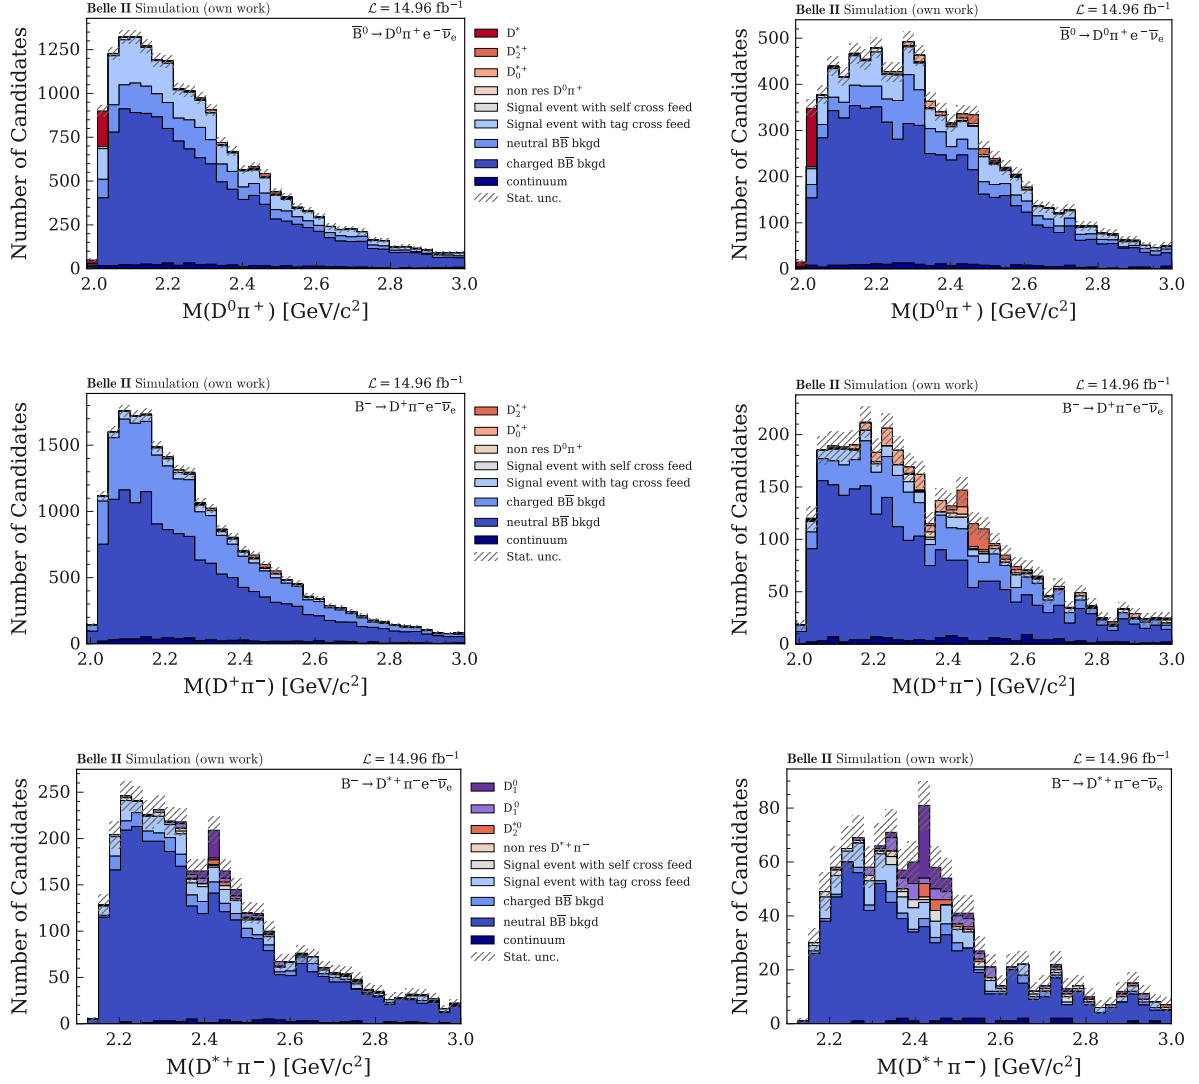 Belle II Simulation (own work) ℒ = 14.96 fb⁻¹
B̅⁰ → D⁰π⁺e⁻ν̅ₑ
Number of Candidates
1250
1000
750
500
250
0
2.0 2.2 2.4 2.6 2.8 3.0
M(D⁰π⁺) [GeV/c²]
D*
D₂*⁺
D₀*⁺
non res D⁰π⁺
Signal event with self cross feed
Signal event with tag cross feed
neutral BB̅ bkgd
charged BB̅ bkgd
continuum
Stat. unc.
Belle II Simulation (own work) ℒ = 14.96 fb⁻¹
B̅⁰ → D⁰π⁺e⁻ν̅ₑ
Number of Candidates
500
400
300
200
100
0
2.0 2.2 2.4 2.6 2.8 3.0
M(D⁰π⁺) [GeV/c²]
Belle II Simulation (own work) ℒ = 14.96 fb⁻¹
B⁻ → D⁺π⁻e⁻ν̅ₑ
Number of Candidates
1500
1000
500
0
2.0 2.2 2.4 2.6 2.8 3.0
M(D⁺π⁻) [GeV/c²]
D₂*⁺
D₀*⁺
non res D⁰π⁺
Signal event with self cross feed
Signal event with tag cross feed
charged BB̅ bkgd
neutral BB̅ bkgd
continuum
Stat. unc.
Belle II Simulation (own work) ℒ = 14.96 fb⁻¹
B⁻ → D⁺π⁻e⁻ν̅ₑ
Number of Candidates
200
150
100
50
0
2.0 2.2 2.4 2.6 2.8 3.0
M(D⁺π⁻) [GeV/c²]
Belle II Simulation (own work) ℒ = 14.96 fb⁻¹
B⁻ → D*⁺π⁻e⁻ν̅ₑ
Number of Candidates
250
200
150
100
50
0
2.2 2.4 2.6 2.8 3.0
M(D*⁺π⁻) [GeV/c²]
D₁⁰
D₁⁰
D₂*⁰
non res D*⁺π⁻
Signal event with self cross feed
Signal event with tag cross feed
charged BB̅ bkgd
neutral BB̅ bkgd
continuum
Stat. unc.
Belle II Simulation (own work) ℒ = 14.96 fb⁻¹
B⁻ → D*⁺π⁻e⁻ν̅ₑ
Number of Candidates
80
60
40
20
0
2.2 2.4 2.6 2.8 3.0
M(D*⁺π⁻) [GeV/c²]